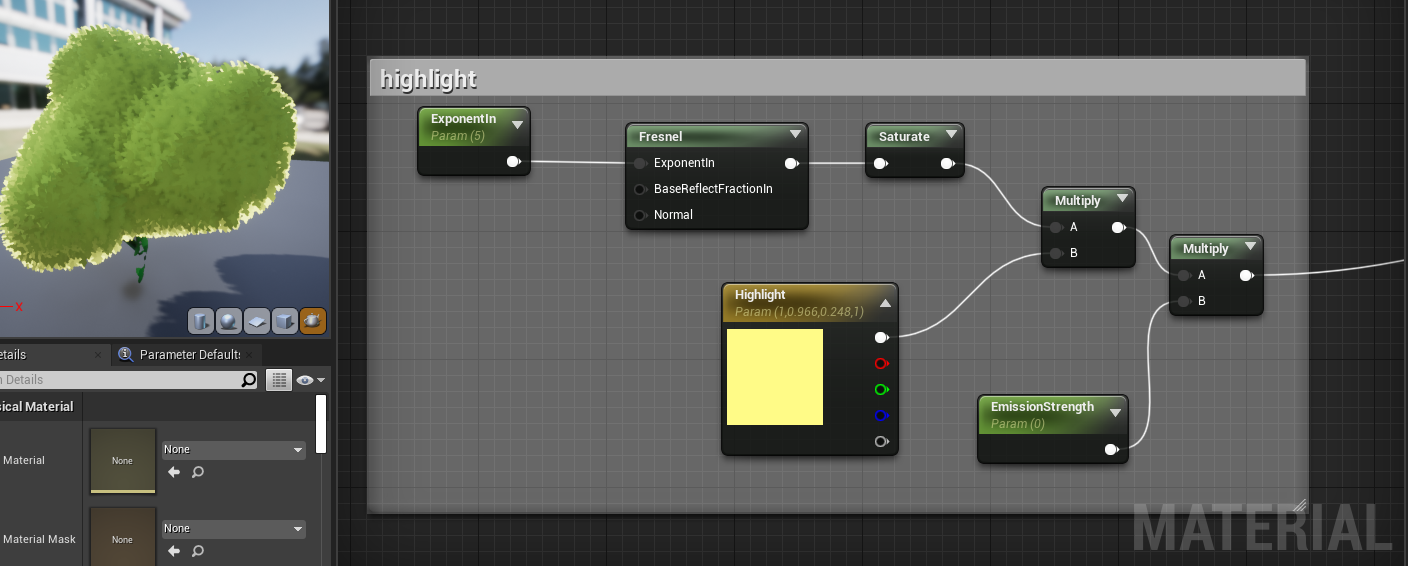 highlight
ExponentIn
Param (5)
Fresnel
ExponentIn
BaseReflectFractionIn
Normal
Saturate
Multiply
A
B
Multiply
A
B
Highlight
Param (1,0.966,0.248,1)
EmissionStrength
Param (0)
MATERIAL
X
etails
Parameter Defaults
n Details
sical Material
Material
None
None
Material Mask
None
None